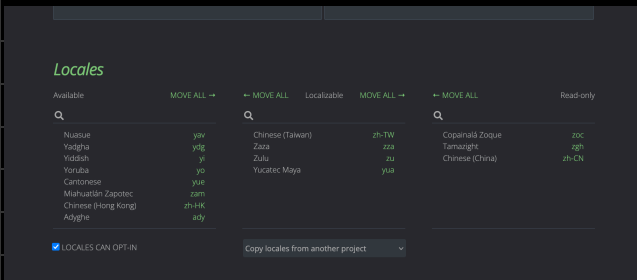 Locales
Available MOVE ALL →
Nuasue yav
Yadgha ydg
Yiddish yi
Yoruba yo
Cantonese yue
Miahuatlán Zapotec zam
Chinese (Hong Kong) zh-HK
Adyghe ady
LOCALES CAN OPT-IN
← MOVE ALL Localizable MOVE ALL →
Chinese (Taiwan) zh-TW
Zaza zza
Zulu zu
Yucatec Maya yua
Copy locales from another project
← MOVE ALL Read-only
Copainalá Zoque zoc
Tamazight zgh
Chinese (China) zh-CN